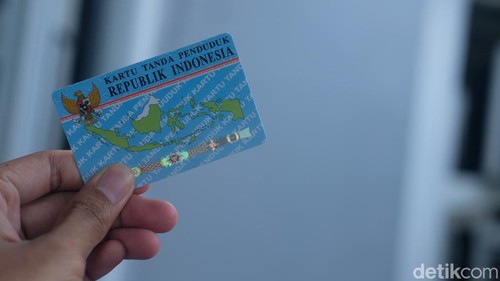 KARTU TANDA PENDUDUK
REPUBLIK INDONESIA
detikcom